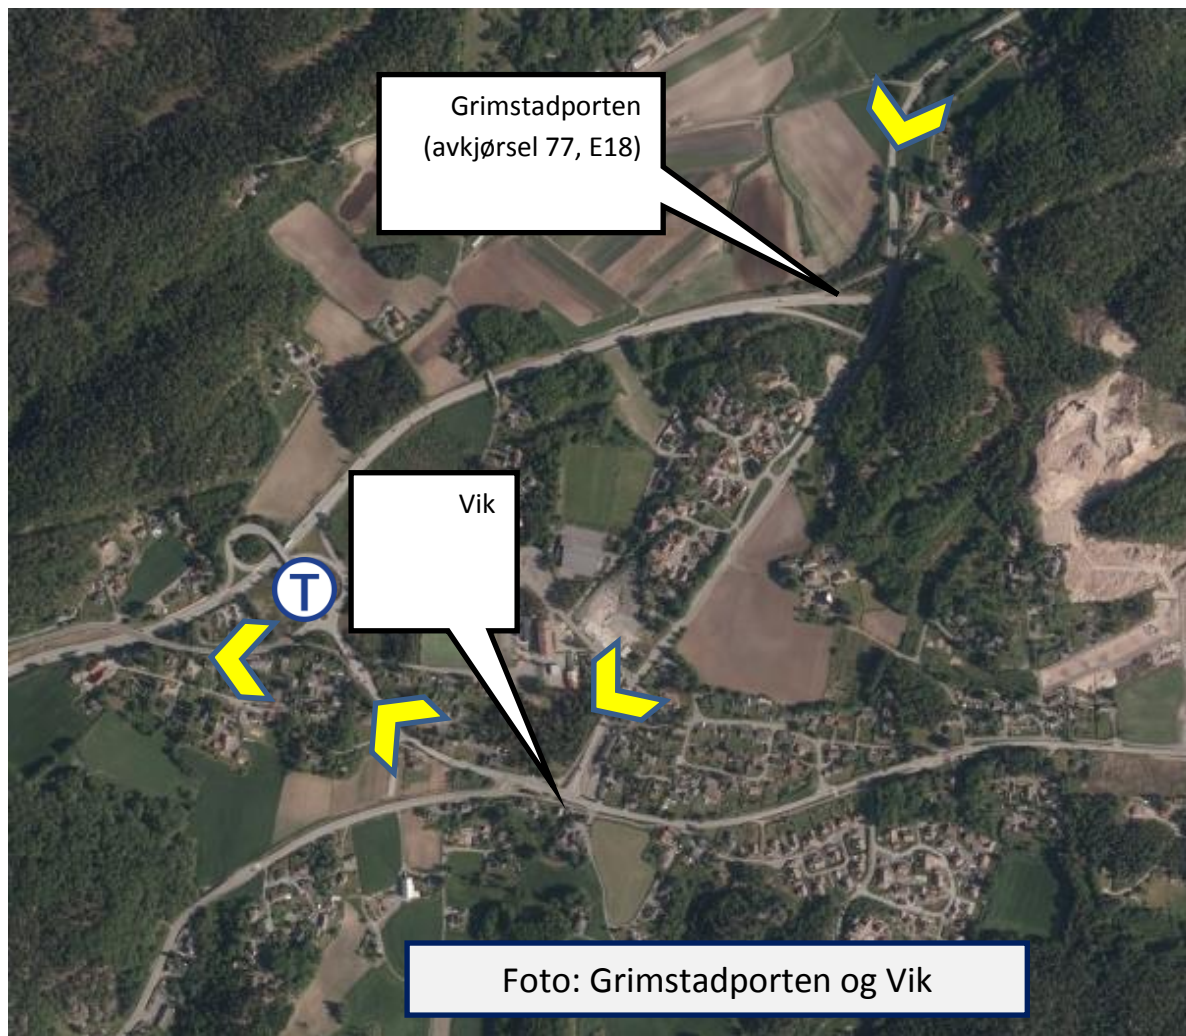 Grimstadporten
(avkjørsel 77, E18)
Vik
T
Foto: Grimstadporten og Vik